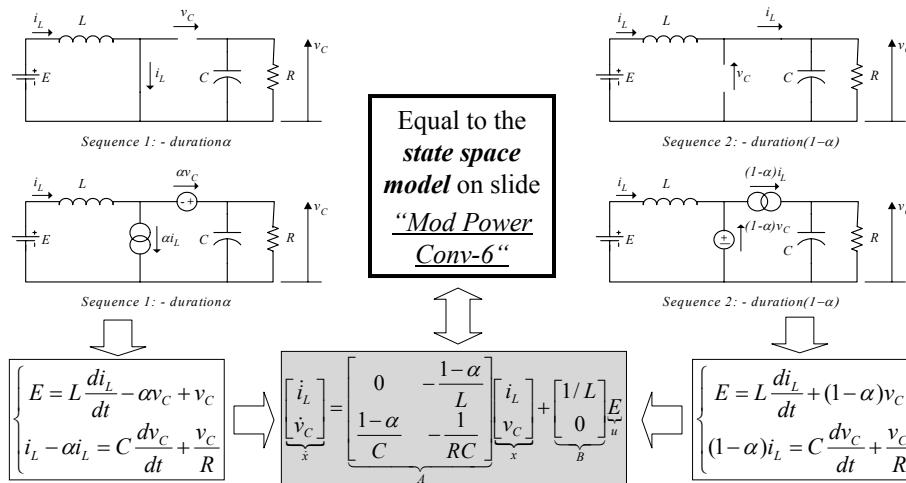 i_L L v_C
E i_L C R v_C
Sequence 1: - durationα
i_L L i_L
E v_C C R v_C
Sequence 2: - duration(1−α)
Equal to the
state space
model on slide
"Mod Power
Conv-6"
i_L L αv_C
- +
E αi_L C R v_C
Sequence 1: - durationα
i_L L (1-α)i_L
E ± (1-α)v_C C R v_C
Sequence 2: - duration(1−α)
E = L di_L/dt − αv_C + v_C
i_L − αi_L = C dv_C/dt + v_C/R
[i̇_L; v̇_C] = [0 −(1−α)/L; (1−α)/C −1/(RC)] [i_L; v_C] + [1/L; 0] E
ẋ A x B u
E = L di_L/dt + (1−α)v_C
(1−α)i_L = C dv_C/dt + v_C/R